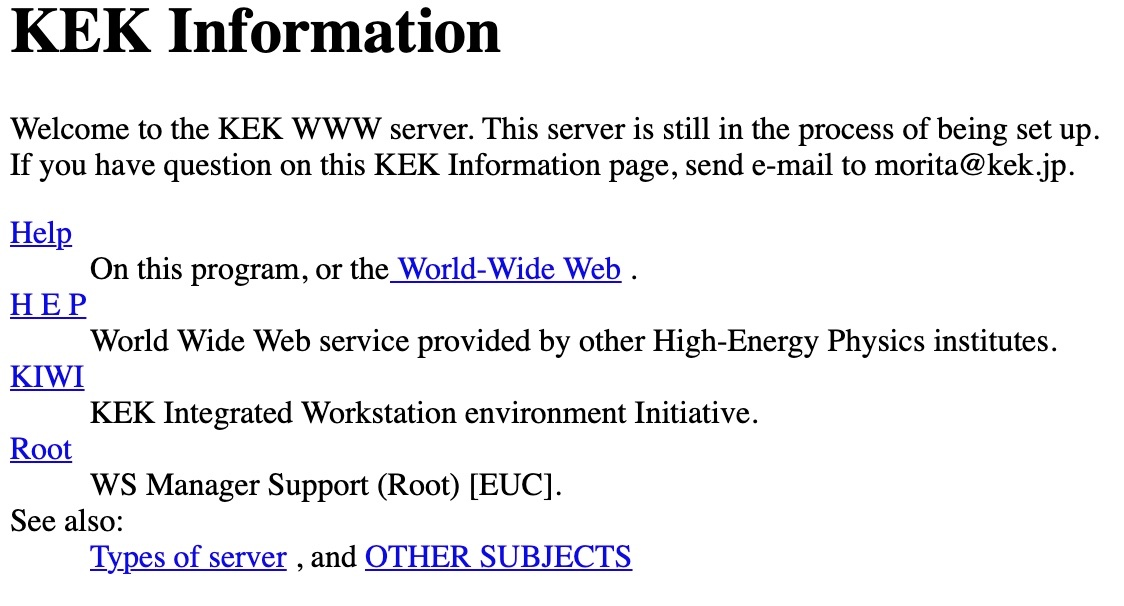 KEK Information
Welcome to the KEK WWW server. This server is still in the process of being set up.
If you have question on this KEK Information page, send e-mail to morita@kek.jp.
Help
On this program, or the World-Wide Web .
H E P
World Wide Web service provided by other High-Energy Physics institutes.
KIWI
KEK Integrated Workstation environment Initiative.
Root
WS Manager Support (Root) [EUC].
See also:
Types of server , and OTHER SUBJECTS